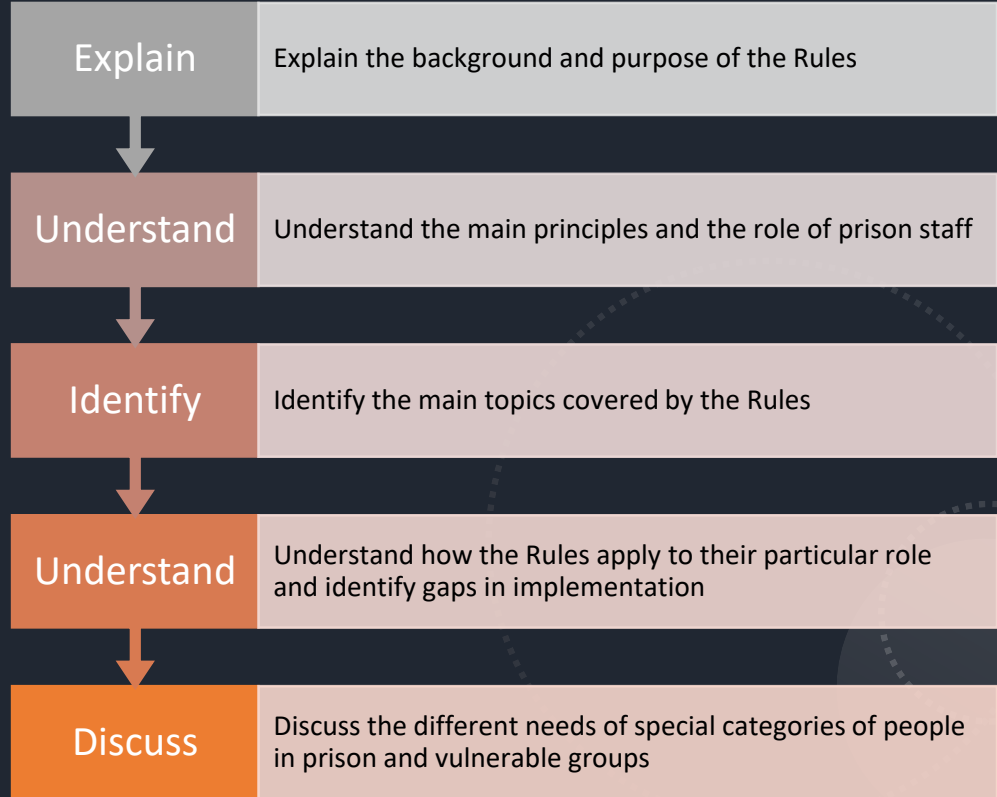 Explain
Explain the background and purpose of the Rules
Understand
Understand the main principles and the role of prison staff
Identify
Identify the main topics covered by the Rules
Understand
Understand how the Rules apply to their particular role
and identify gaps in implementation
Discuss
Discuss the different needs of special categories of people
in prison and vulnerable groups